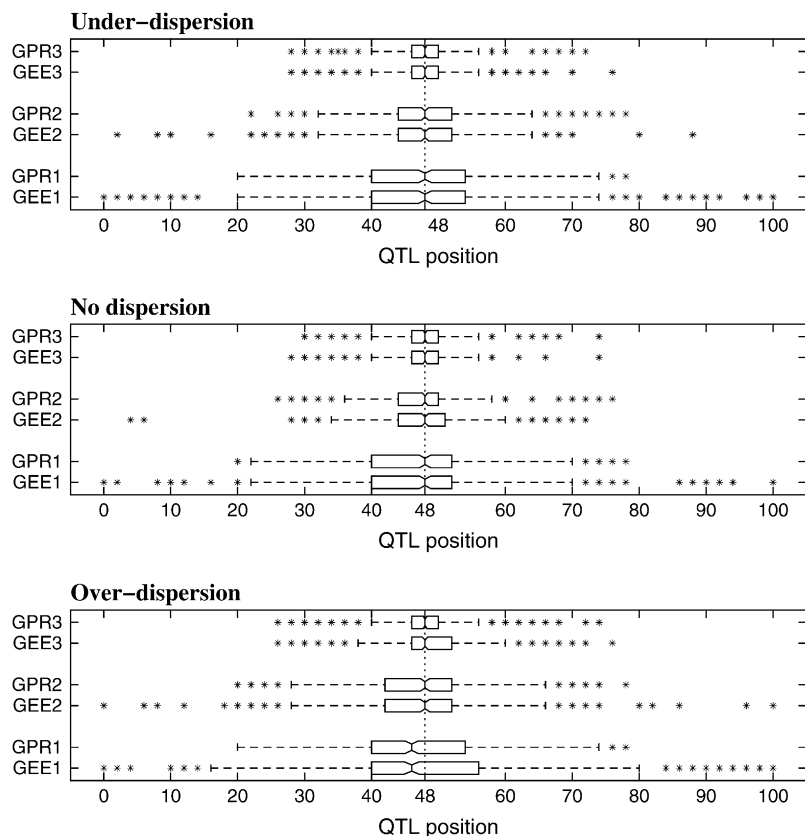 Under−dispersion
GPR3
GEE3
GPR2
GEE2
GPR1
GEE1
0 10 20 30 40 48 60 70 80 90 100
QTL position
No dispersion
GPR3
GEE3
GPR2
GEE2
GPR1
GEE1
0 10 20 30 40 48 60 70 80 90 100
QTL position
Over−dispersion
GPR3
GEE3
GPR2
GEE2
GPR1
GEE1
0 10 20 30 40 48 60 70 80 90 100
QTL position